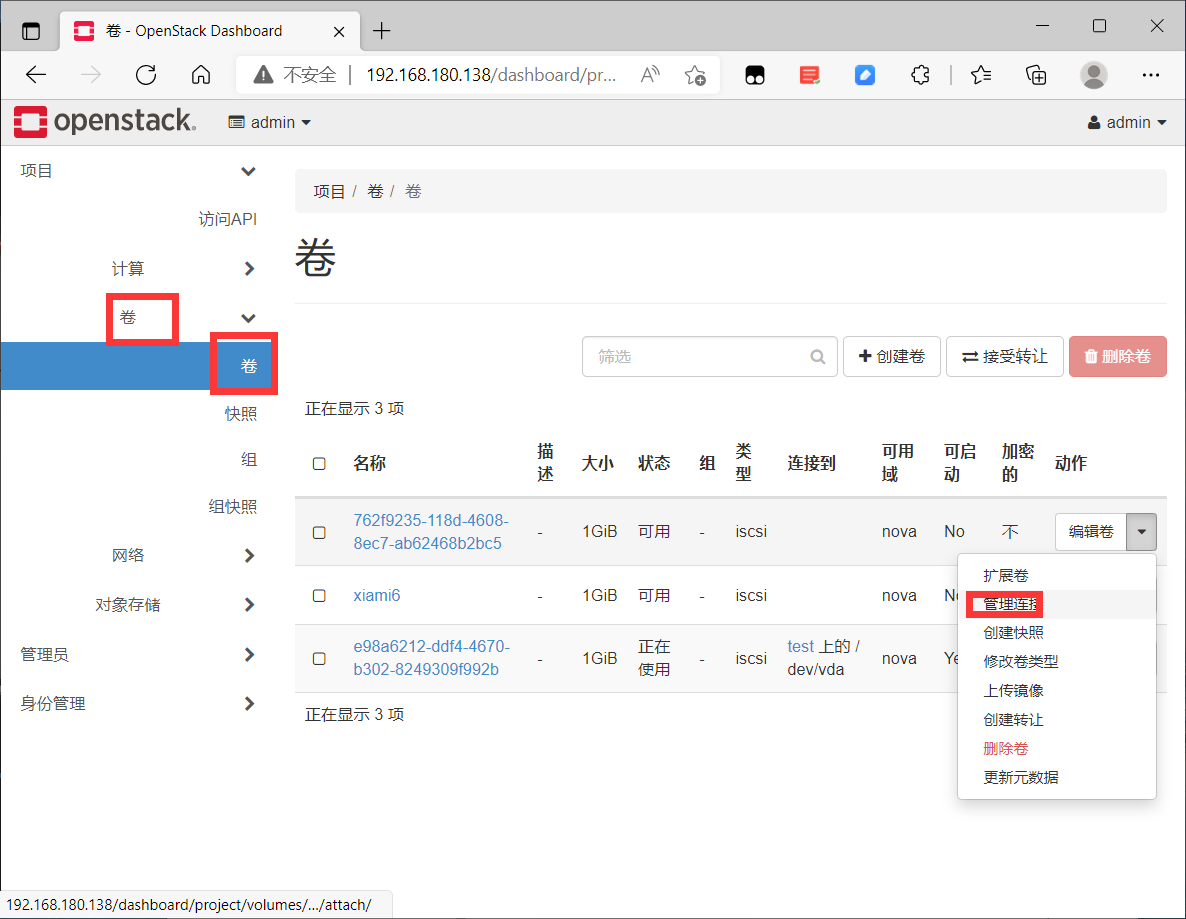 卷 - OpenStack Dashboard
不安全 192.168.180.138/dashboard/pr...
openstack. admin admin
项目
访问API
计算
卷
卷
快照
组
组快照
网络
对象存储
管理员
身份管理
项目 / 卷 / 卷
卷
筛选 创建卷 接受转让 删除卷
正在显示 3 项
名称 描述 大小 状态 组 类型 连接到 可用域 可启动 加密的 动作
762f9235-118d-4608-8ec7-ab62468b2bc5 - 1GiB 可用 - iscsi nova No 不 编辑卷
xiami6 - 1GiB 可用 - iscsi nova
e98a6212-ddf4-4670-b302-8249309f992b - 1GiB 正在使用 - iscsi test 上的 /dev/vda nova
正在显示 3 项
扩展卷
管理连接
创建快照
修改卷类型
上传镜像
创建转让
删除卷
更新元数据
192.168.180.138/dashboard/project/volumes/.../attach/